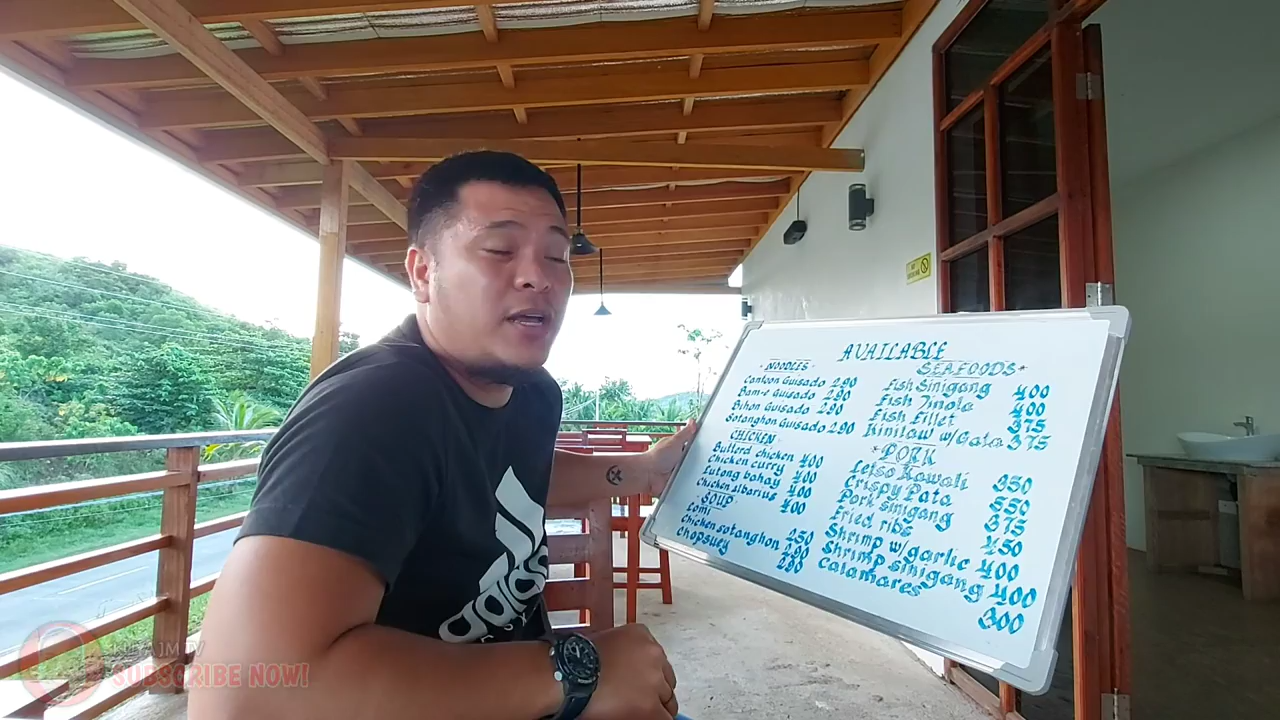 AVAILABLE
NOODLES
Canton Guisado 290
Bam-e Guisado 290
Bihon Guisado 290
Sotanghon Guisado 290
CHICKEN
Butterd chicken 400
Chicken curry 400
Lutong bahay 400
Chicken 400
SOUP
Lomi 250
Chicken sotanghon 290
Chopsuey 290
SEAFOODS
Fish Sinigang 400
Fish Tinola 400
Fish Fillet 375
Kinilaw w/Gata 375
PORK
Letso Kawali 350
Crispy Pata 550
Pork Sinigang 375
Fried ribs 450
Shrimp w/garlic 400
Shrimp sinigang 400
Calamares 300
adidas
SUBSCRIBE NOW!